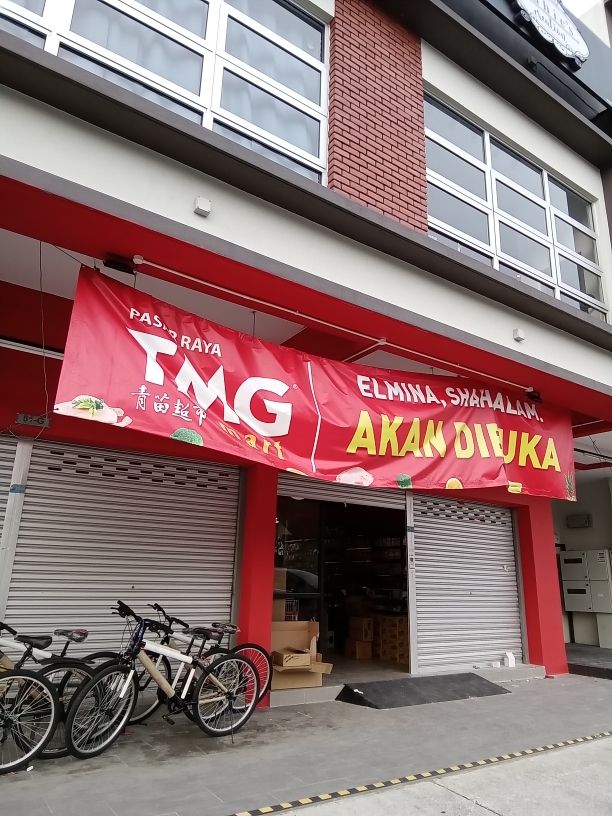 PASAR RAYA
TMG®
青苗超市
mart
ELMINA, SHAH ALAM.
AKAN DIBUKA